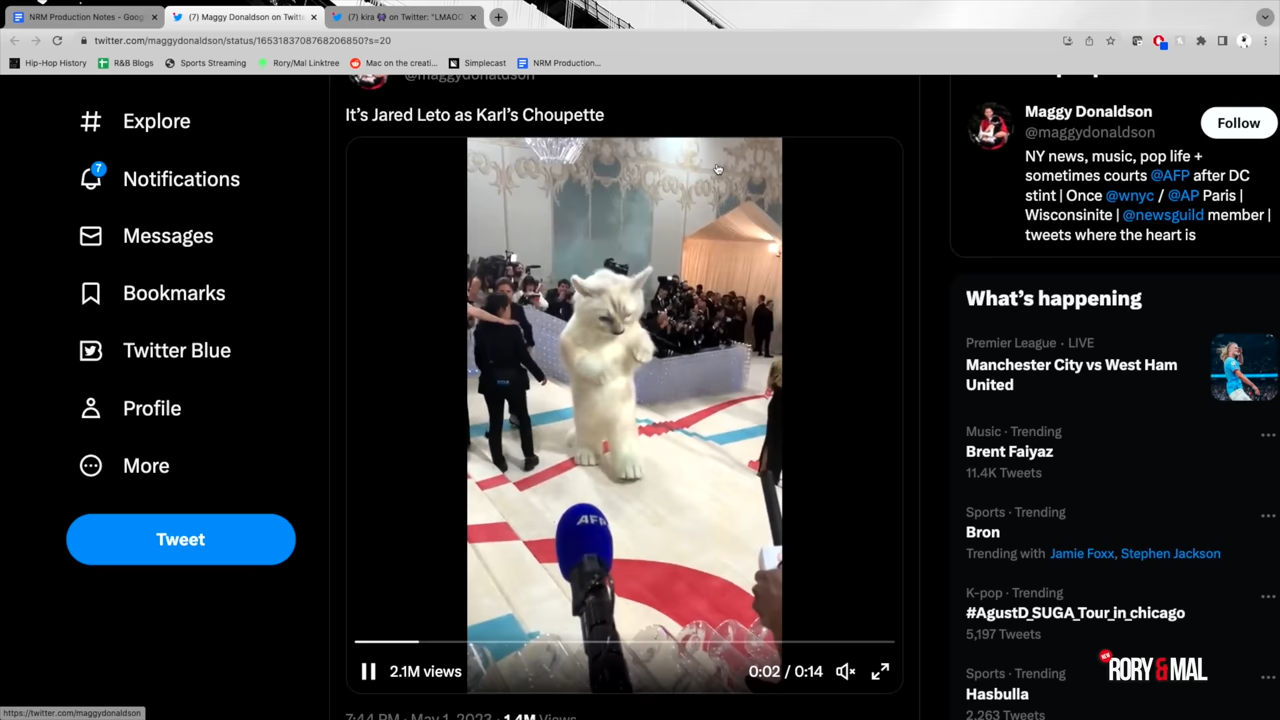 NRM Production Notes - Goog
(7) Maggy Donaldson on Twitt
(7) kira on Twitter: "LMAOO
twitter.com/maggydonaldson/status/1653183708768206850?s=20
Hip-Hop History
R&B Blogs
Sports Streaming
Rory/Mal Linktree
Mac on the creati...
Simplecast
NRM Production...
@maggydonaldson
It's Jared Leto as Karl's Choupette
Explore
7
Notifications
Messages
Bookmarks
Twitter Blue
Profile
More
Tweet
AFP
2.1M views
0:02 / 0:14
7:44 PM · May 1, 2023 · 1.4M Views
Maggy Donaldson
@maggydonaldson
Follow
NY news, music, pop life +
sometimes courts @AFP after DC
stint | Once @wnyc / @AP Paris |
Wisconsinite | @newsguild member |
tweets where the heart is
What's happening
Premier League · LIVE
Manchester City vs West Ham
United
Music · Trending
Brent Faiyaz
11.4K Tweets
Sports · Trending
Bron
Trending with Jamie Foxx, Stephen Jackson
K-pop · Trending
#AgustD_SUGA_Tour_in_chicago
5,197 Tweets
Sports · Trending
Hasbulla
2,263 Tweets
NEW
RORY & MAL
https://twitter.com/maggydonaldson